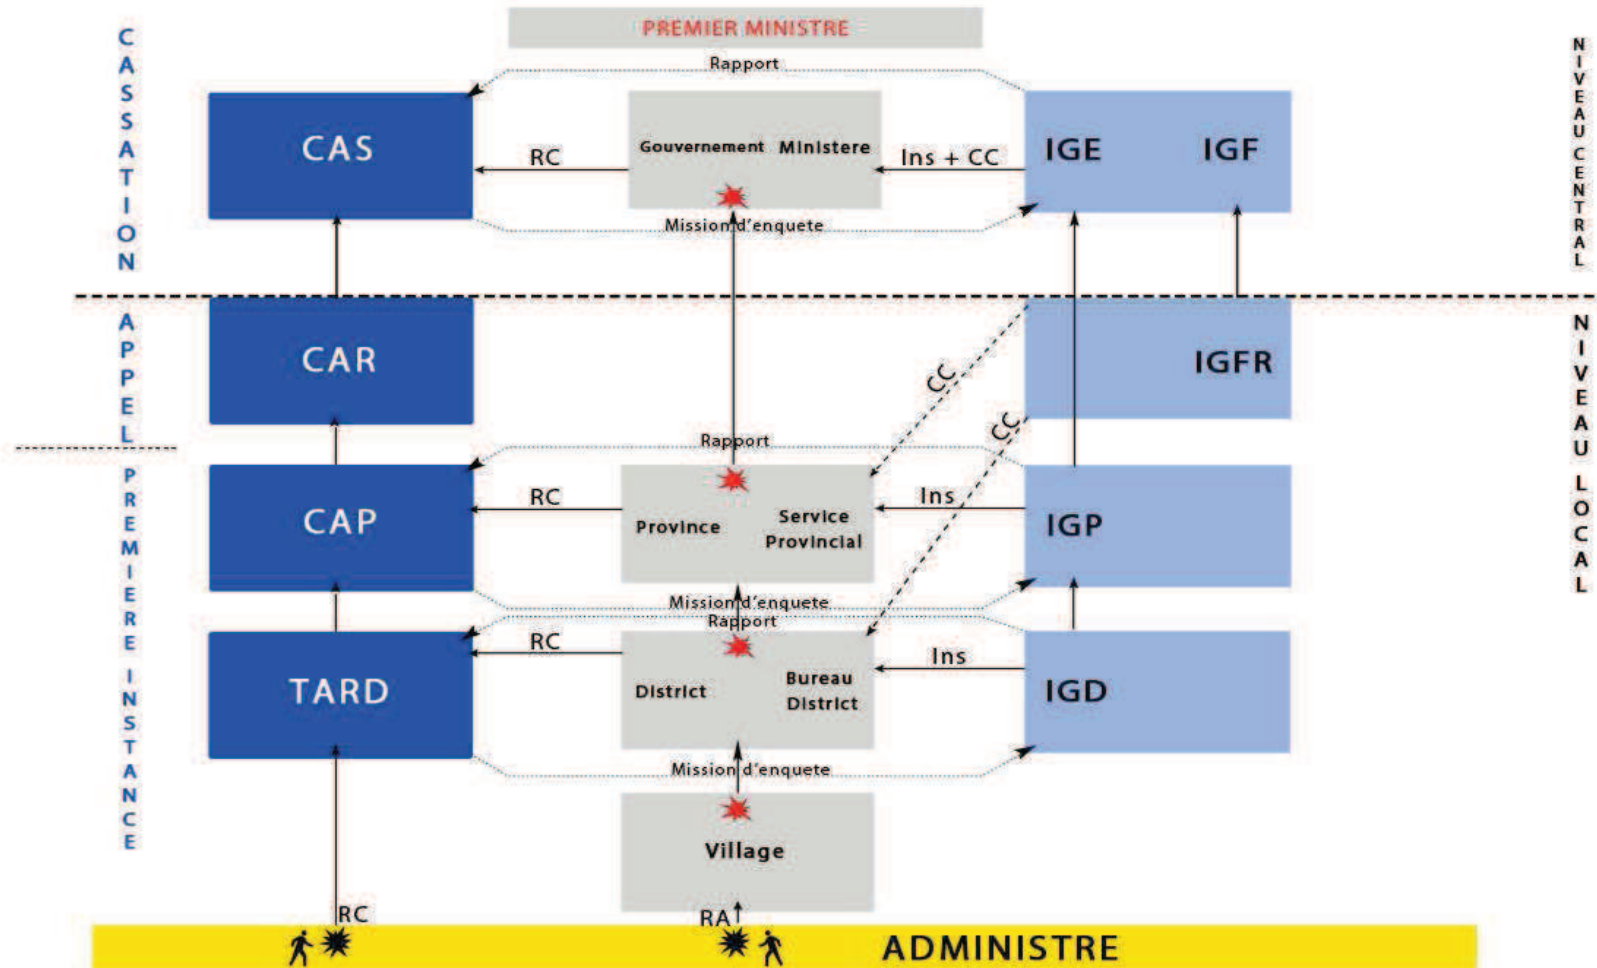 PREMIER MINISTRE
CASSATION
NIVEAU CENTRAL
Rapport
CAS
RC
Gouvernement Ministere
Ins + CC
IGE IGF
Mission d'enquete
APPEL
NIVEAU LOCAL
CAR
CC
CC
IGFR
PREMIERE INSTANCE
Rapport
CAP
RC
Province
Service
Provincial
Ins
IGP
Mission d'enquete
Rapport
TARD
RC
District
Bureau
District
Ins
IGD
Mission d'enquete
Village
RC
RA
ADMINISTRE